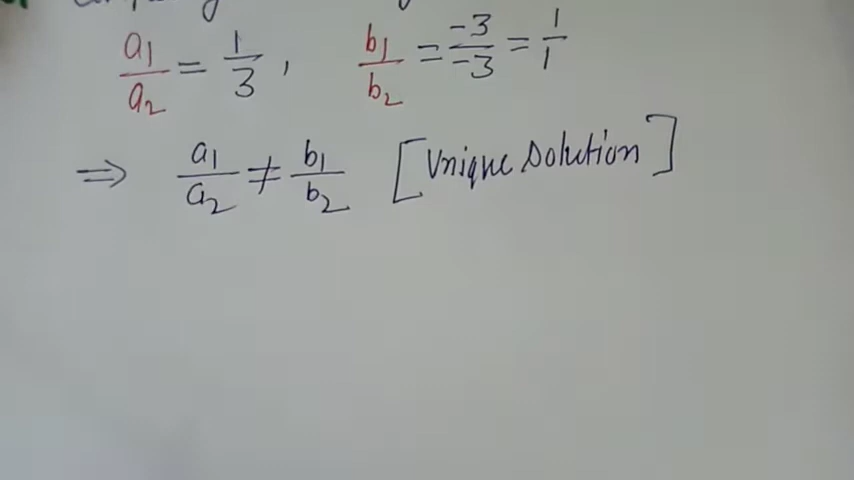 a₁/a₂ = 1/3 , b₁/b₂ = -3/-3 = 1/1
⇒ a₁/a₂ ≠ b₁/b₂ [Unique Solution]